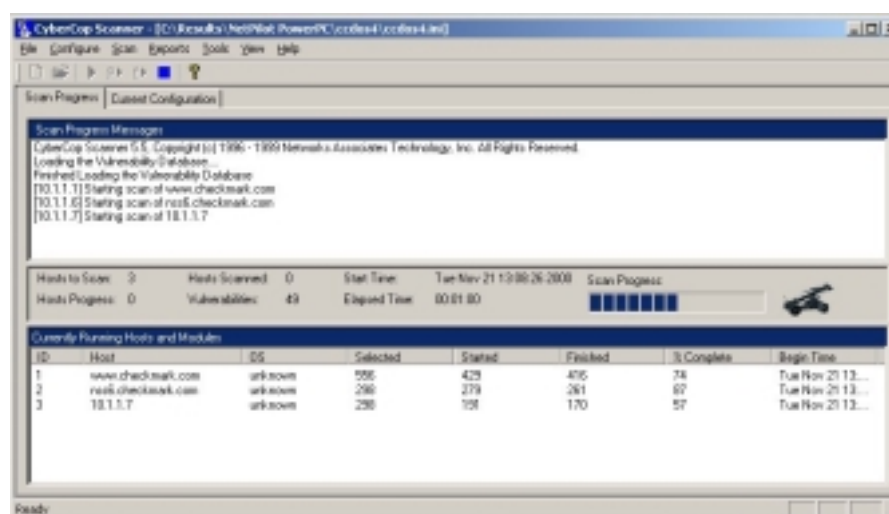 CyberCop Scanner - [C:\Results\NetPilot PowerPC\ccdos4\ccdos4.ini]
File Configure Scan Reports Tools View Help
Scan Progress Current Configuration
Scan Progress Messages
CyberCop Scanner 5.5, Copyright (c) 1996 - 1999 Networks Associates Technology, Inc. All Rights Reserved.
Loading the Vulnerability Database...
Finished Loading the Vulnerability Database
[10.1.1.1] Starting scan of www.checkmark.com
[10.1.1.6] Starting scan of nss6.checkmark.com
[10.1.1.7] Starting scan of 10.1.1.7
Hosts to Scan: 3 Hosts Scanned: 0 Start Time: Tue Nov 21 13:08:26 2000 Scan Progress:
Hosts Progress: 0 Vulnerabilities: 49 Elapsed Time: 00:01:00
Currently Running Hosts and Modules
ID Host OS Selected Started Finished % Complete Begin Time
1 www.checkmark.com unknown 556 429 416 74 Tue Nov 21 13:...
2 nss6.checkmark.com unknown 298 279 261 87 Tue Nov 21 13:...
3 10.1.1.7 unknown 298 191 170 57 Tue Nov 21 13:...
Ready